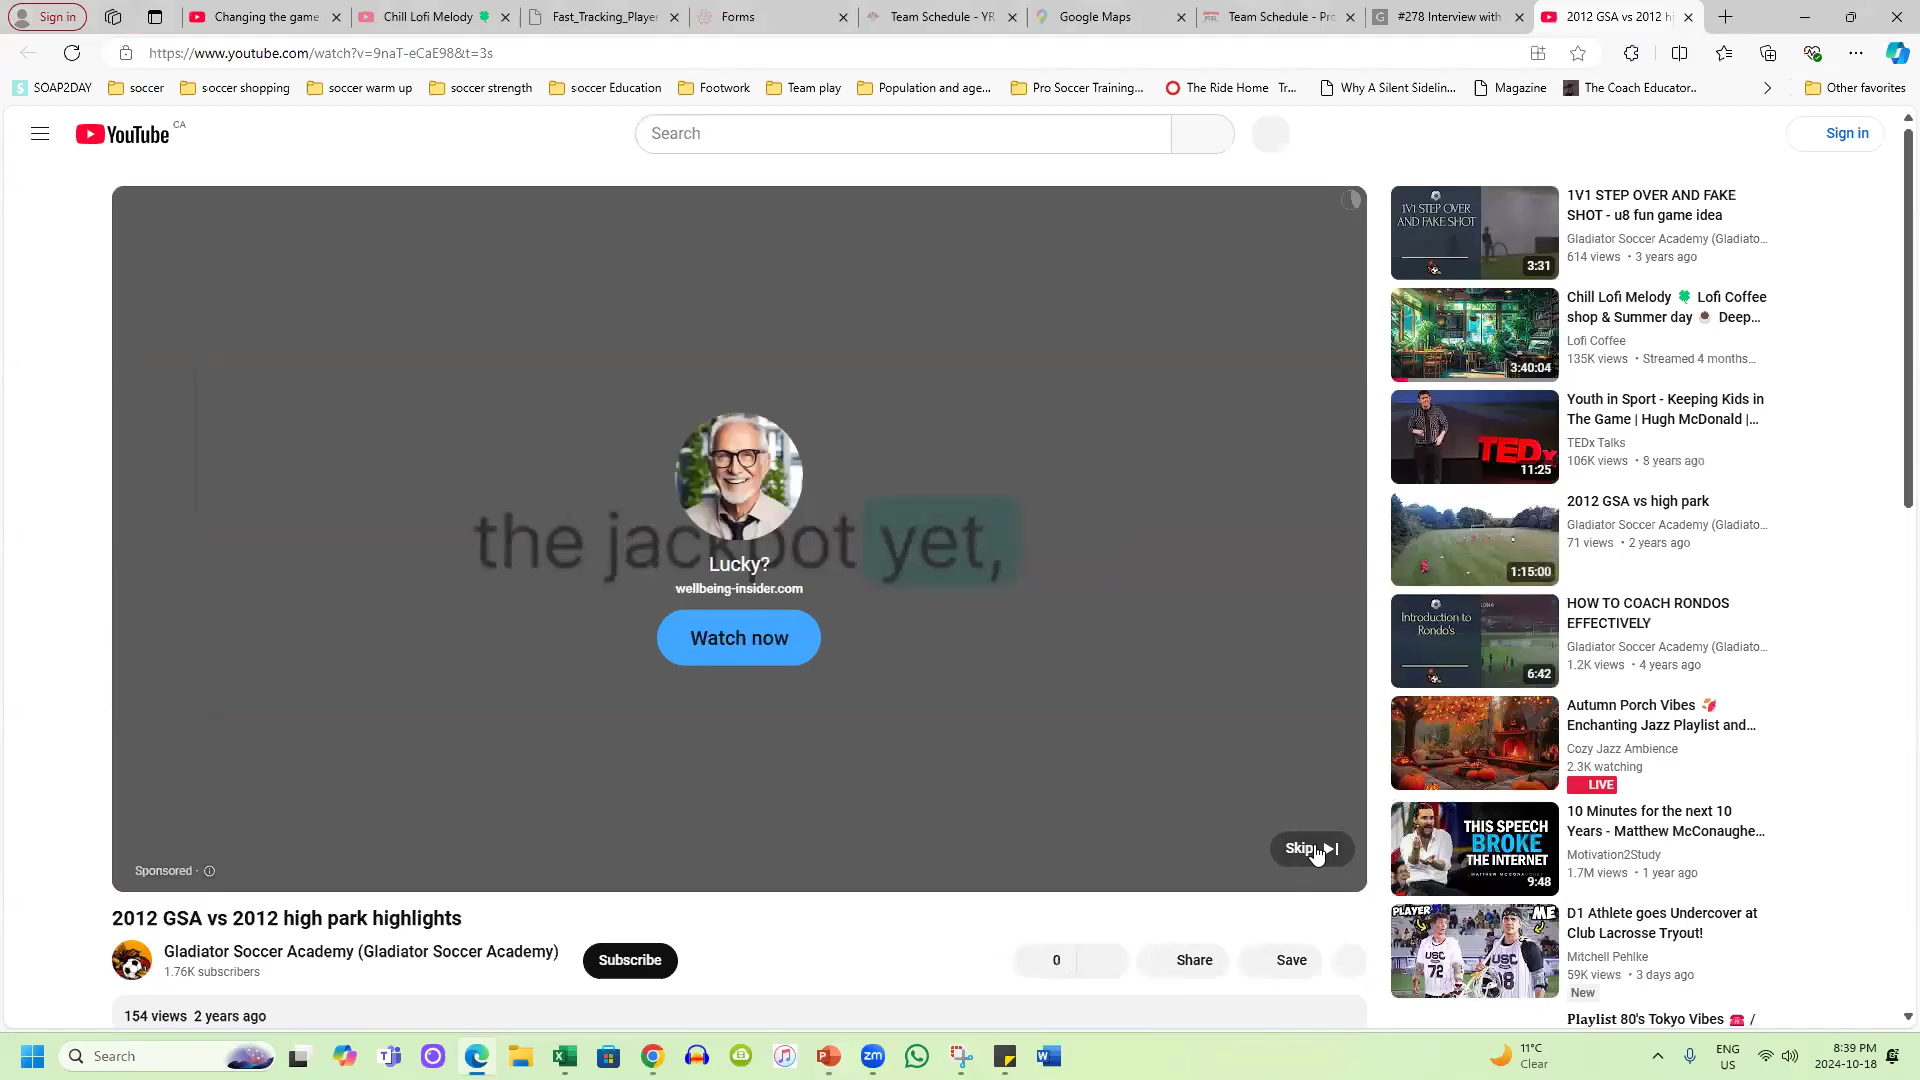 Sign in
Changing the game
Chill Lofi Melody 🍀
Fast_Tracking_Playe
Forms
Team Schedule - YR
Google Maps
Team Schedule - Pr
#278 Interview with
2012 GSA vs 2012 hi
https://www.youtube.com/watch?v=9naT-eCaE98&t=3s
S SOAP2DAY
soccer
soccer shopping
soccer warm up
soccer strength
soccer Education
Footwork
Team play
Population and age...
Pro Soccer Training...
The Ride Home Tr...
Why A Silent Sidelin...
Magazine
The Coach Educator..
Other favorites
YouTube CA
Search
Sign in
the jackpot yet,
Lucky?
wellbeing-insider.com
Watch now
Sponsored ·
Skip
2012 GSA vs 2012 high park highlights
Gladiator Soccer Academy (Gladiator Soccer Academy)
1.76K subscribers
Subscribe
0
Share
Save
154 views 2 years ago
1V1 STEP OVER
AND FAKE
SHOT
3:31
1V1 STEP OVER AND FAKE
SHOT - u8 fun game idea
Gladiator Soccer Academy (Gladiato...
614 views • 3 years ago
3:40:04
Chill Lofi Melody 🍀 Lofi Coffee
shop & Summer day ☕ Deep...
Lofi Coffee
135K views • Streamed 4 months...
TEDx
11:25
Youth in Sport - Keeping Kids in
The Game | Hugh McDonald |...
TEDx Talks
106K views • 8 years ago
1:15:00
2012 GSA vs high park
Gladiator Soccer Academy (Gladiato...
71 views • 2 years ago
Introduction to
Rondo's
6:42
HOW TO COACH RONDOS
EFFECTIVELY
Gladiator Soccer Academy (Gladiato...
1.2K views • 4 years ago
Autumn Porch Vibes 🍂
Enchanting Jazz Playlist and...
Cozy Jazz Ambience
2.3K watching
LIVE
THIS SPEECH
BROKE
THE INTERNET
MATTHEW MCCONAUGHEY
9:48
10 Minutes for the next 10
Years - Matthew McConaughe...
Motivation2Study
1.7M views • 1 year ago
PLAYER
ME
USC
72
USC
8
D1 Athlete goes Undercover at
Club Lacrosse Tryout!
Mitchell Pehlke
59K views • 3 days ago
New
Playlist 80's Tokyo Vibes ☎️ /
Search
zm
11°C
Clear
ENG
US
8:39 PM
2024-10-18